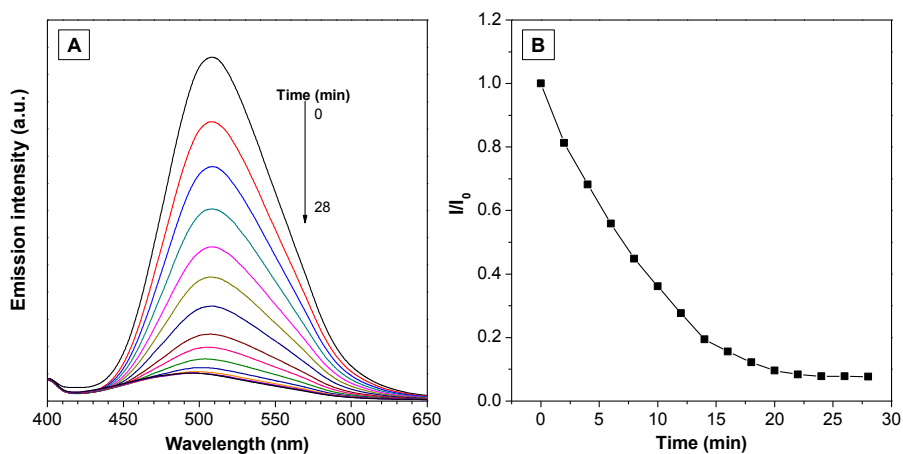 A
Time (min)
0
28
Emission intensity (a.u.)
400 450 500 550 600 650
Wavelength (nm)
B
1.2
1.0
0.8
0.6
0.4
0.2
0.0
I/I₀
0 5 10 15 20 25 30
Time (min)